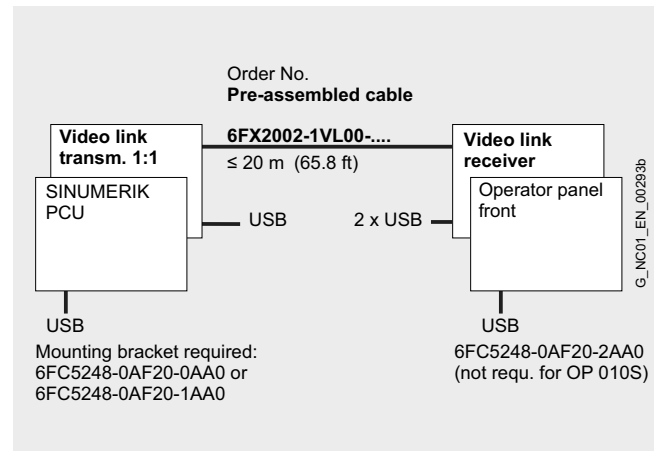 Order No.
Pre-assembled cable
Video link
transm. 1:1
6FX2002-1VL00-....
≤ 20 m (65.8 ft)
Video link
receiver
SINUMERIK
PCU
USB
2 x USB
Operator panel
front
USB
Mounting bracket required:
6FC5248-0AF20-0AA0 or
6FC5248-0AF20-1AA0
USB
6FC5248-0AF20-2AA0
(not requ. for OP 010S)
G_NC01_EN_00293b